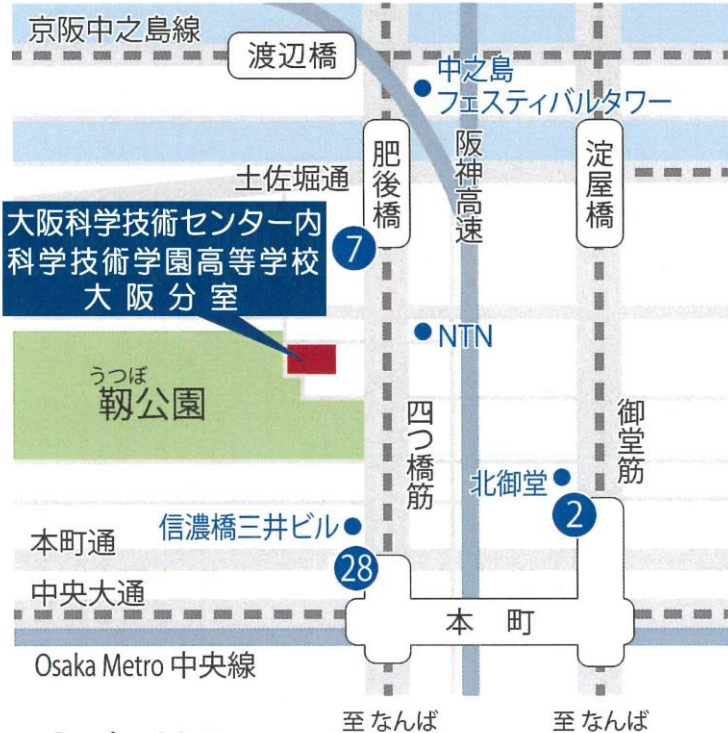 京阪中之島線
渡辺橋
中之島
フェスティバルタワー
肥後橋
阪神高速
淀屋橋
土佐堀通
大阪科学技術センター内
科学技術学園高等学校
大阪分室
7
NTN
うつぼ
靱公園
四つ橋筋
御堂筋
北御堂
2
信濃橋三井ビル
28
本町通
中央大通
本町
Osaka Metro 中央線
至 なんば
至 なんば